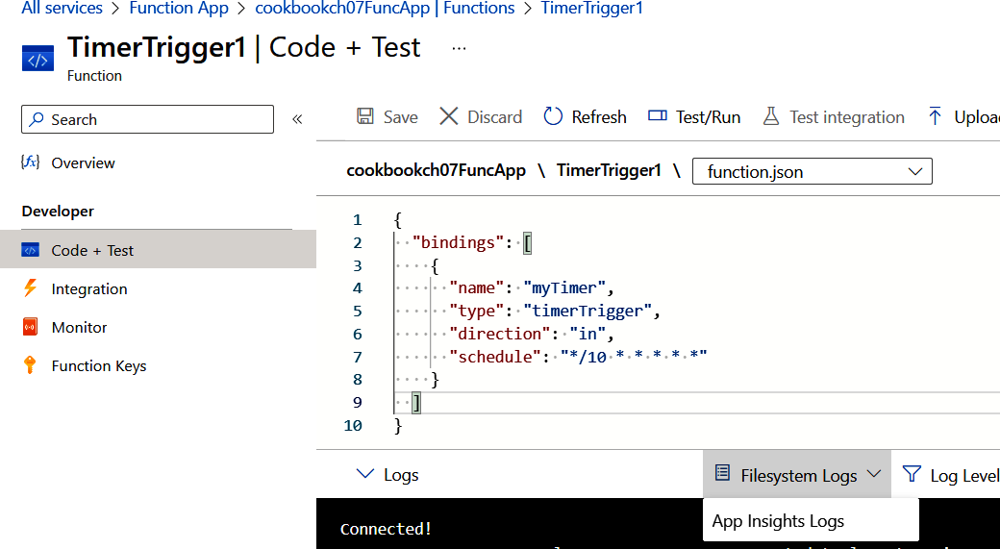 All services > Function App > cookbookch07FuncApp | Functions > TimerTrigger1
TimerTrigger1 | Code + Test ...
Function
Search «
Save Discard Refresh Test/Run Test integration Uploa
Overview
cookbookch07FuncApp \ TimerTrigger1 \ function.json
Developer
Code + Test
Integration
Monitor
Function Keys
1 {
2 "bindings": [
3 {
4 "name": "myTimer",
5 "type": "timerTrigger",
6 "direction": "in",
7 "schedule": "*/10 * * * * *"
8 }
9 ]
10 }
Logs Filesystem Logs Log Level
App Insights Logs
Connected!